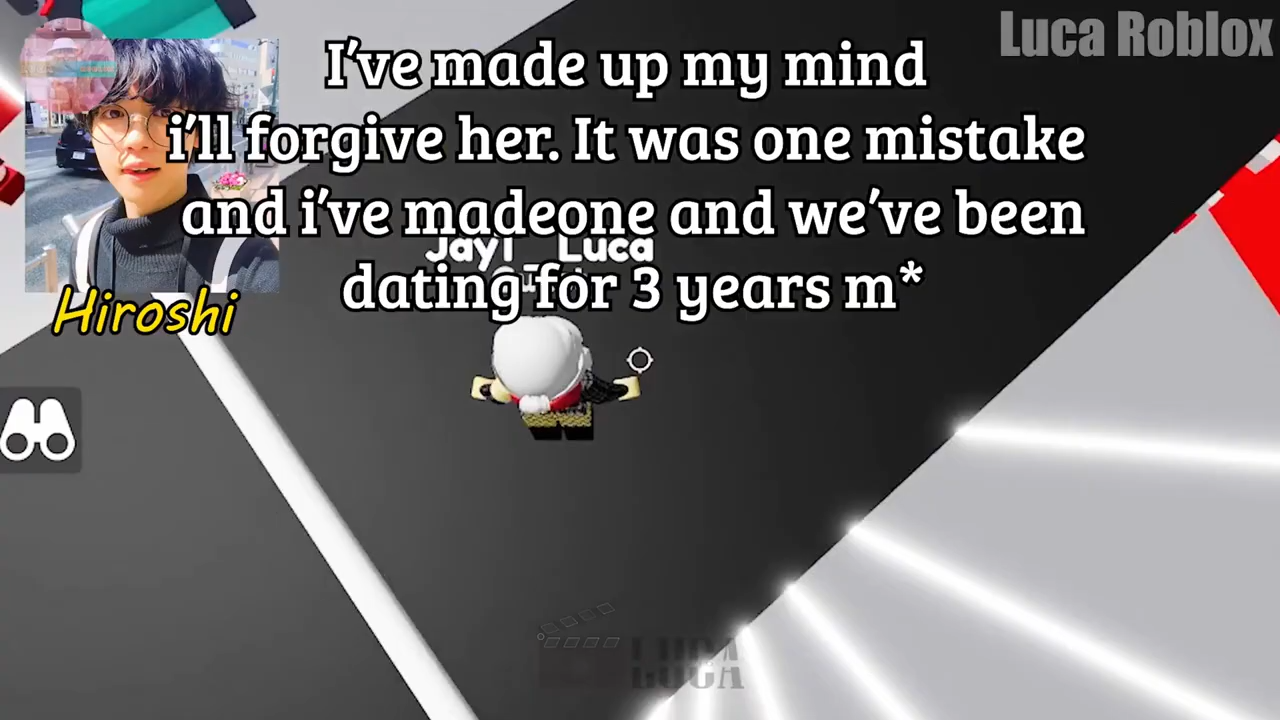 Luca Roblox
I've made up my mind
i'll forgive her. It was one mistake
and i've madeone and we've been
JayT_Luca
dating for 3 years m*
Hiroshi
LUCA